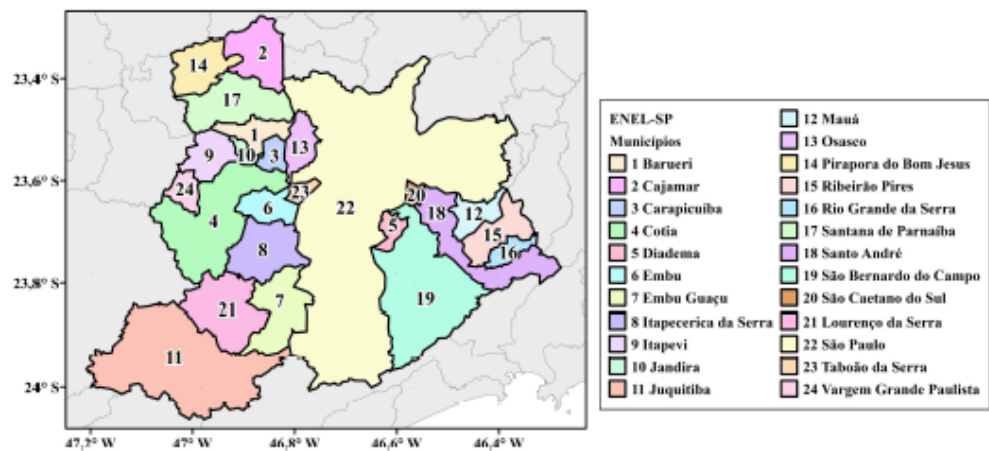 2
14
23,4° S
17
1
13
9
10
3
23,6° S
24
23
20
18
12
6
4
22
5
15
8
16
23,8° S
19
7
21
11
24° S
47,2° W
47° W
46,8° W
46,6° W
46,4° W
ENEL-SP
Municípios
1 Barueri
2 Cajamar
3 Carapicuíba
4 Cotia
5 Diadema
6 Embu
7 Embu Guaçu
8 Itapecerica da Serra
9 Itapevi
10 Jandira
11 Juquitiba
12 Mauá
13 Osasco
14 Pirapora do Bom Jesus
15 Ribeirão Pires
16 Rio Grande da Serra
17 Santana de Parnaíba
18 Santo André
19 São Bernardo do Campo
20 São Caetano do Sul
21 Lourenço da Serra
22 São Paulo
23 Taboão da Serra
24 Vargem Grande Paulista